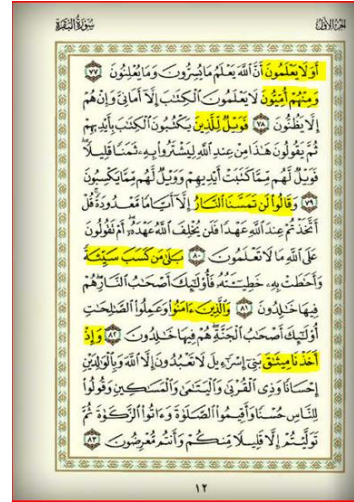 الجزء الأول
سورة البقرة
أَوَلَا يَعْلَمُونَ أَنَّ ٱللَّهَ يَعْلَمُ مَا يُسِرُّونَ وَمَا يُعْلِنُونَ ٧٧
وَمِنْهُمْ أُمِّيُّونَ لَا يَعْلَمُونَ ٱلْكِتَٰبَ إِلَّآ أَمَانِىَّ وَإِنْ هُمْ
إِلَّا يَظُنُّونَ ٧٨ فَوَيْلٌ لِّلَّذِينَ يَكْتُبُونَ ٱلْكِتَٰبَ بِأَيْدِيهِمْ
ثُمَّ يَقُولُونَ هَٰذَا مِنْ عِندِ ٱللَّهِ لِيَشْتَرُوا۟ بِهِۦ ثَمَنًا قَلِيلًا
فَوَيْلٌ لَّهُم مِّمَّا كَتَبَتْ أَيْدِيهِمْ وَوَيْلٌ لَّهُم مِّمَّا يَكْسِبُونَ
٧٩ وَقَالُوا۟ لَن تَمَسَّنَا ٱلنَّارُ إِلَّآ أَيَّامًا مَّعْدُودَةً قُلْ
أَتَّخَذْتُمْ عِندَ ٱللَّهِ عَهْدًا فَلَن يُخْلِفَ ٱللَّهُ عَهْدَهُۥٓ أَمْ تَقُولُونَ
عَلَى ٱللَّهِ مَا لَا تَعْلَمُونَ ٨٠ بَلَىٰ مَن كَسَبَ سَيِّئَةً
وَأَحَٰطَتْ بِهِۦ خَطِيٓـَٔتُهُۥ فَأُو۟لَٰٓئِكَ أَصْحَٰبُ ٱلنَّارِ هُمْ
فِيهَا خَٰلِدُونَ ٨١ وَٱلَّذِينَ ءَامَنُوا۟ وَعَمِلُوا۟ ٱلصَّٰلِحَٰتِ
أُو۟لَٰٓئِكَ أَصْحَٰبُ ٱلْجَنَّةِ هُمْ فِيهَا خَٰلِدُونَ ٨٢ وَإِذْ
أَخَذْنَا مِيثَٰقَ بَنِىٓ إِسْرَٰٓءِيلَ لَا تَعْبُدُونَ إِلَّا ٱللَّهَ وَبِٱلْوَٰلِدَيْنِ
إِحْسَانًا وَذِى ٱلْقُرْبَىٰ وَٱلْيَتَٰمَىٰ وَٱلْمَسَٰكِينِ وَقُولُوا۟
لِلنَّاسِ حُسْنًا وَأَقِيمُوا۟ ٱلصَّلَوٰةَ وَءَاتُوا۟ ٱلزَّكَوٰةَ ثُمَّ
تَوَلَّيْتُمْ إِلَّا قَلِيلًا مِّنكُمْ وَأَنتُم مُّعْرِضُونَ ٨٣
١٢